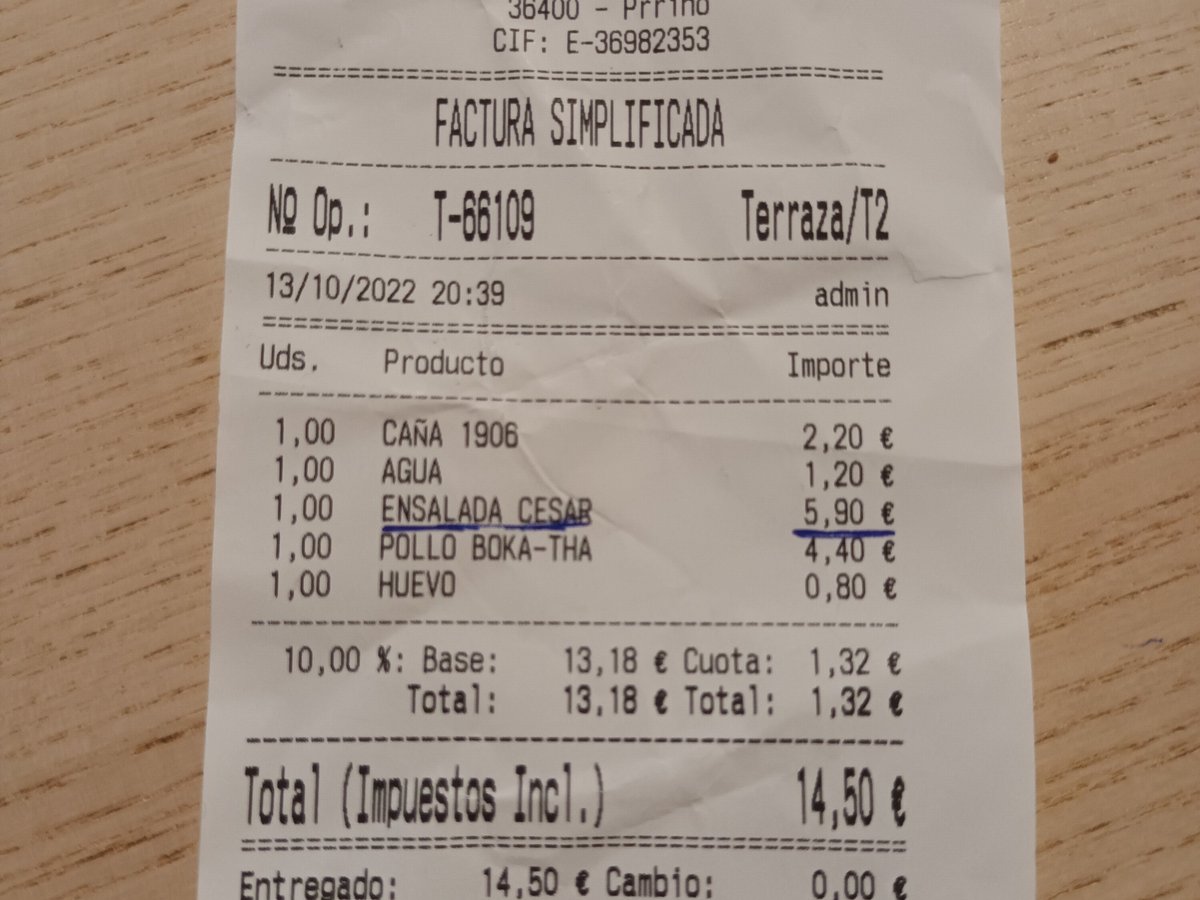 36400 - Prriño
CIF: E-36982353
FACTURA SIMPLIFICADA
Nº Op.: T-66109 Terraza/T2
13/10/2022 20:39 admin
Uds. Producto Importe
1,00 CAÑA 1906 2,20 €
1,00 AGUA 1,20 €
1,00 ENSALADA CESAR 5,90 €
1,00 POLLO BOKA-THA 4,40 €
1,00 HUEVO 0,80 €
10,00 %: Base: 13,18 € Cuota: 1,32 €
Total: 13,18 € Total: 1,32 €
Total (Impuestos Incl.) 14,50 €
Entregado: 14,50 € Cambio: 0,00 €